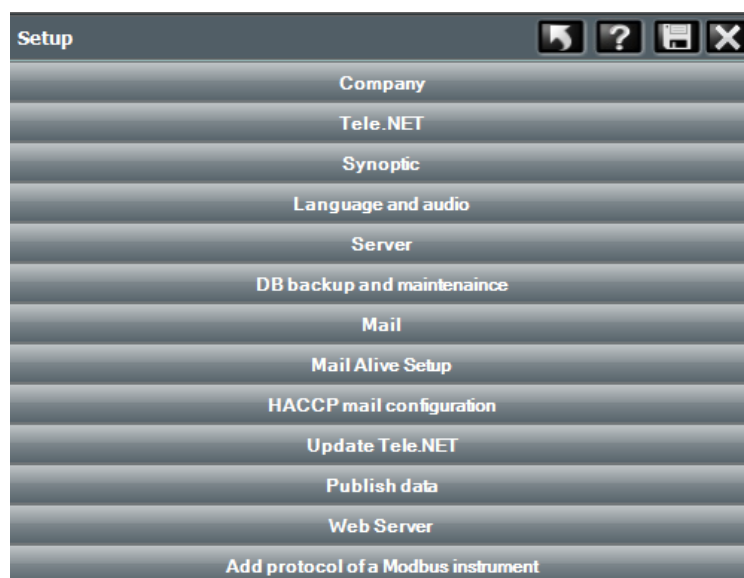 Setup
Company
Tele.NET
Synoptic
Language and audio
Server
DB backup and maintenaince
Mail
Mail Alive Setup
HACCP mail configuration
Update Tele.NET
Publish data
Web Server
Add protocol of a Modbus instrument